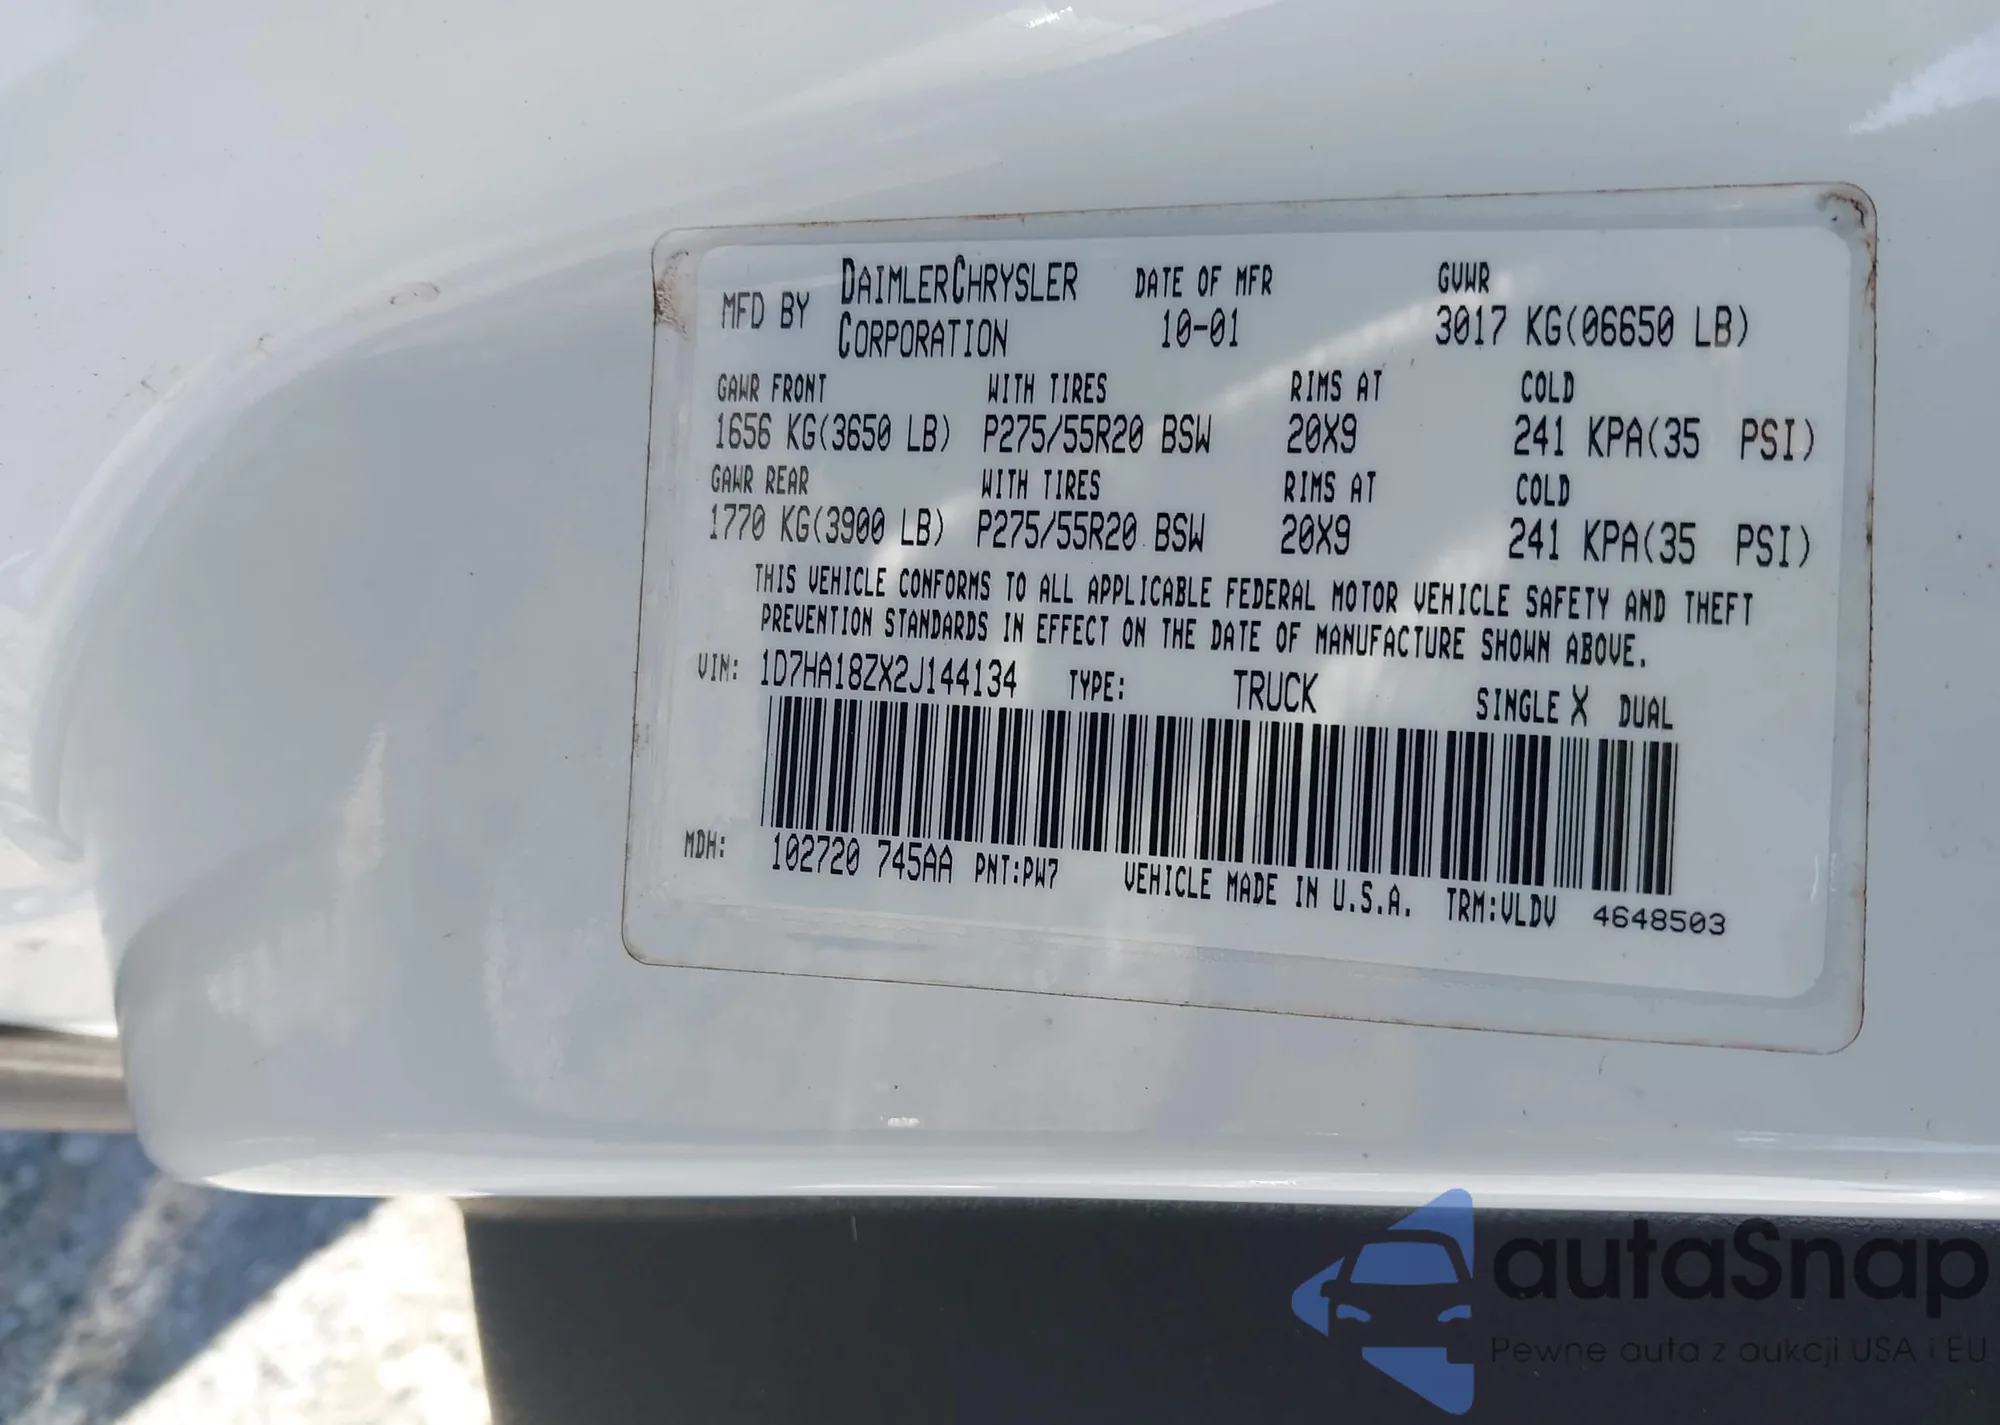 MFD BY DAIMLERCHRYSLER CORPORATION DATE OF MFR 10-01 GVWR 3017 KG(06650 LB)
GAWR FRONT WITH TIRES RIMS AT COLD
1656 KG(3650 LB) P275/55R20 BSW 20X9 241 KPA(35 PSI)
GAWR REAR WITH TIRES RIMS AT COLD
1770 KG(3900 LB) P275/55R20 BSW 20X9 241 KPA(35 PSI)
THIS VEHICLE CONFORMS TO ALL APPLICABLE FEDERAL MOTOR VEHICLE SAFETY AND THEFT
PREVENTION STANDARDS IN EFFECT ON THE DATE OF MANUFACTURE SHOWN ABOVE.
VIN: 1D7HA18ZX2J144134 TYPE: TRUCK SINGLE X DUAL
MDH: 102720 745AA PNT:PW7 VEHICLE MADE IN U.S.A. TRM:VLDV 4648503
autaSnap
Pewne auta z aukcji USA i EU